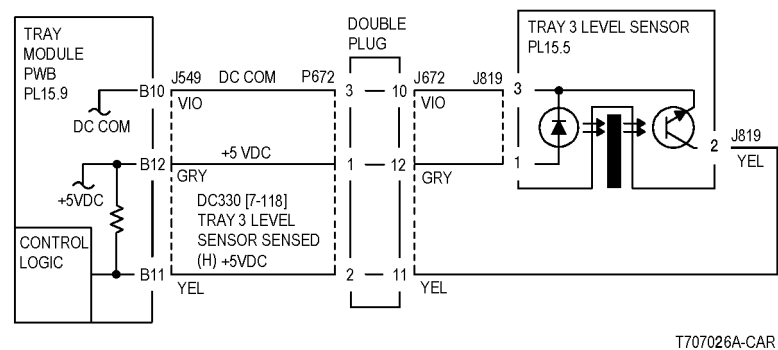 DOUBLE
PLUG
TRAY 3 LEVEL SENSOR
PL15.5
TRAY
MODULE
PWB
PL15.9
B10
J549
DC COM
P672
3
10
J672
J819
3
VIO
VIO
DC COM
2
J819
YEL
+5 VDC
B12
1
12
1
GRY
GRY
+5VDC
DC330 [7-118]
TRAY 3 LEVEL
SENSOR SENSED
(H) +5VDC
CONTROL
LOGIC
B11
2
11
YEL
YEL
T707026A-CAR